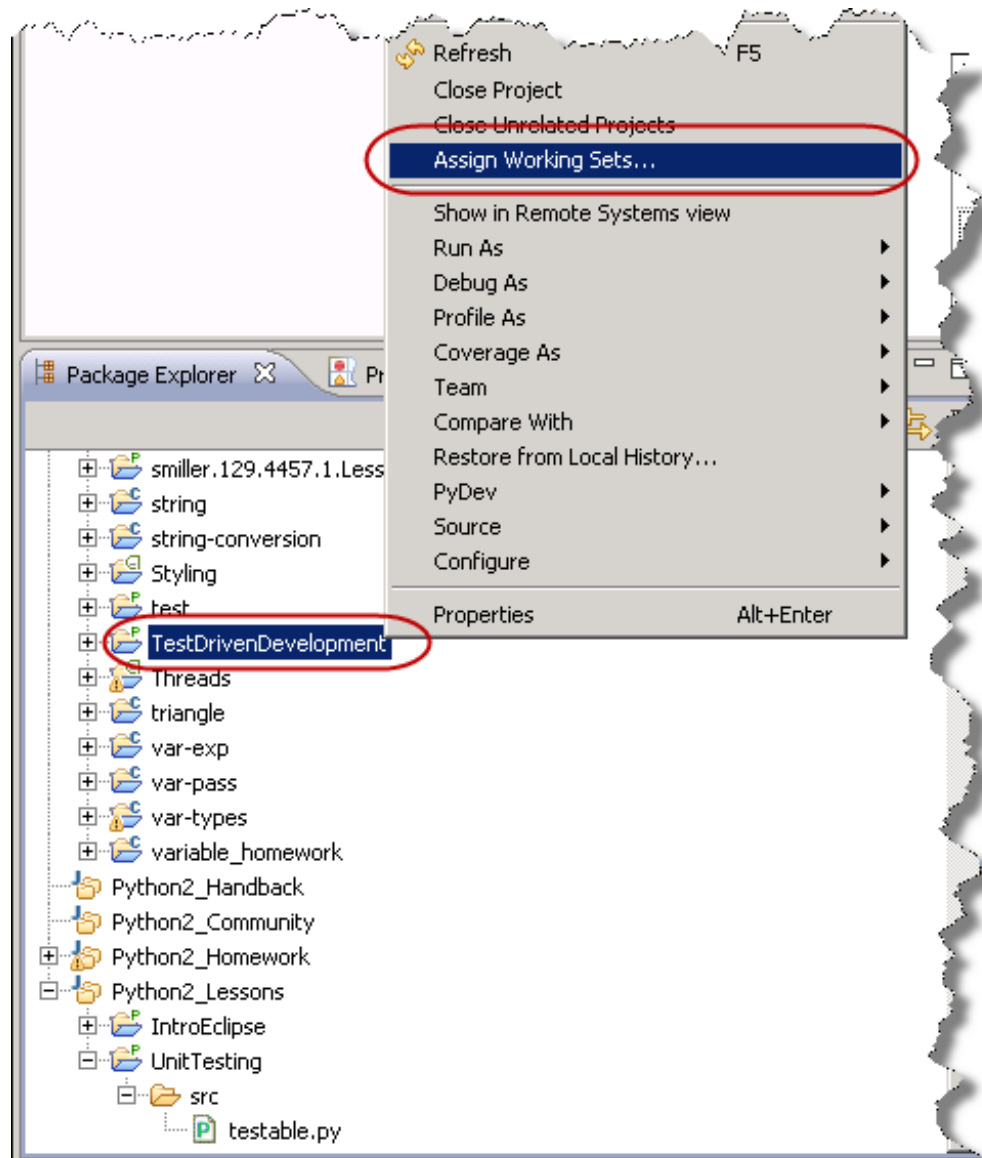 Refresh F5
Close Project
Close Unrelated Projects
Assign Working Sets...
Show in Remote Systems view
Run As
Debug As
Profile As
Coverage As
Team
Compare With
Restore from Local History...
PyDev
Source
Configure
Properties Alt+Enter
Package Explorer Pr
smiller.129.4457.1.Less
string
string-conversion
Styling
test
TestDrivenDevelopment
Threads
triangle
var-exp
var-pass
var-types
variable_homework
Python2_Handback
Python2_Community
Python2_Homework
Python2_Lessons
IntroEclipse
UnitTesting
src
testable.py